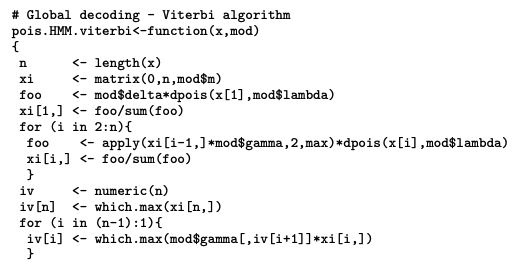 # Global decoding - Viterbi algorithm
pois.HMM.viterbi<-function(x,mod)
{
 n      <- length(x)
 xi     <- matrix(0,n,mod$m)
 foo    <- mod$delta*dpois(x[1],mod$lambda)
 xi[1,] <- foo/sum(foo)
 for (i in 2:n){
  foo    <- apply(xi[i-1,]*mod$gamma,2,max)*dpois(x[i],mod$lambda)
  xi[i,] <- foo/sum(foo)
  }
 iv     <- numeric(n)
 iv[n]  <- which.max(xi[n,])
 for (i in (n-1):1){
  iv[i] <- which.max(mod$gamma[,iv[i+1]]*xi[i,])
  }